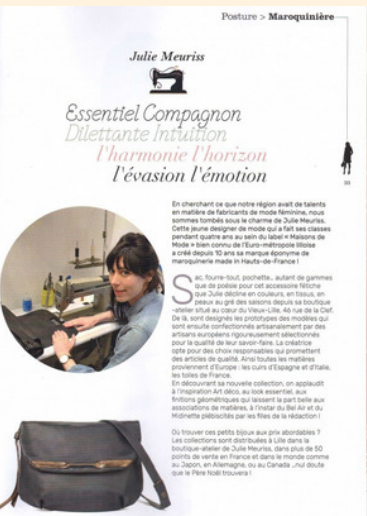 Posture > Maroquinière
Julie Meuriss
Essentiel Compagnon
Dilettante Intuition
l'harmonie l'horizon
l'évasion l'émotion
En cherchant ce que notre région avait de talents
en matière de fabricants de mode féminine, nous
sommes tombés sous le charme de Julie Meuriss.
Cette jeune designer de mode qui a fait ses classes
pendant quatre ans au sein du label « Maisons de
Mode » bien connu de l'Euro-métropole lilloise
a créé depuis 10 ans sa marque éponyme de
maroquinerie made in Hauts-de-France !
Sac, fourre-tout, pochette... autant de gammes
que de poésie pour cet accessoire fétiche
que Julie décline en couleurs, en tissus, en
peaux au gré des saisons depuis sa boutique
-atelier situé au cœur du Vieux-Lille, 46 rue de la Clef.
De là, sont designés les prototypes des modèles qui
sont ensuite confectionnés artisanalement par des
artisans européens rigoureusement sélectionnés
pour la qualité de leur savoir-faire. La créatrice
opte pour des choix responsables qui promettent
des articles de qualité. Ainsi toutes les matières
proviennent d'Europe : les cuirs d'Espagne et d'Italie,
les toiles de France.
En découvrant sa nouvelle collection, on applaudit
à l'inspiration Art déco, au look essentiel, aux
finitions géométriques qui laissent la part belle aux
associations de matières, à l'instar du Bel Air et du
Midinette plébiscités par les filles de la rédaction !
Où trouver ces petits bijoux aux prix abordables ?
Les collections sont distribuées à Lille dans la
boutique-atelier de Julie Meuriss, dans plus de 50
points de vente en France et dans le monde comme
au Japon, en Allemagne, ou au Canada ...nul doute
que le Père Noël trouvera !